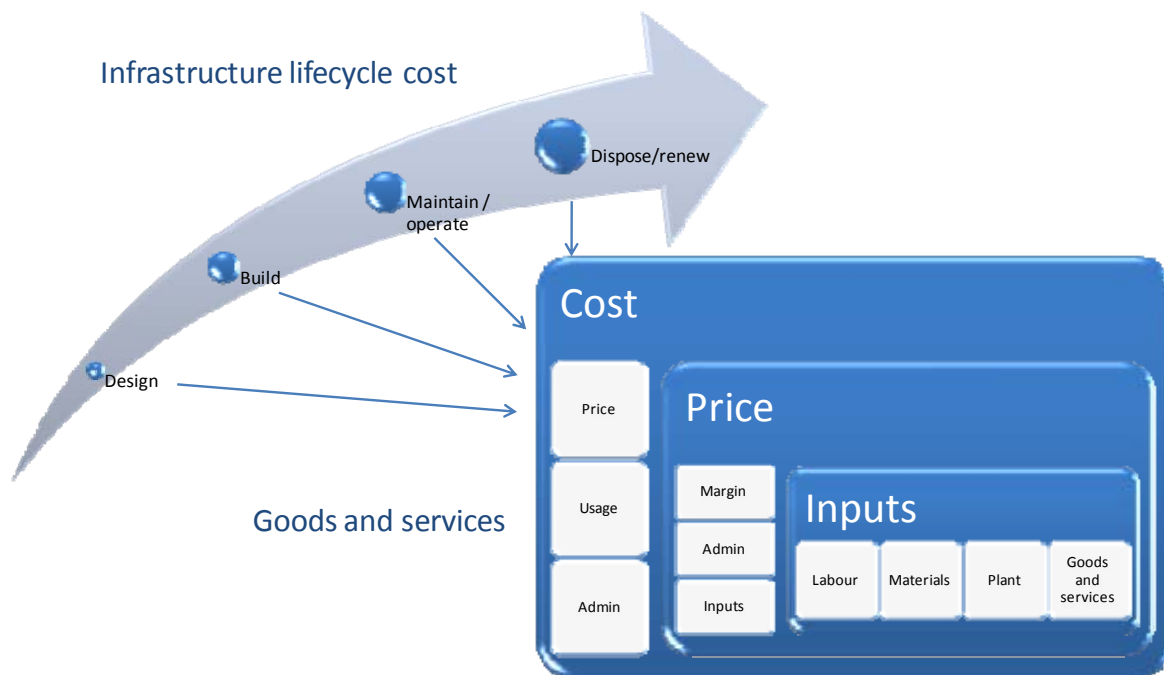 Infrastructure lifecycle cost
Dispose/renew
Maintain /
operate
Build
Design
Goods and services
Cost
Price
Usage
Admin
Price
Margin
Admin
Inputs
Inputs
Labour
Materials
Plant
Goods
and
services